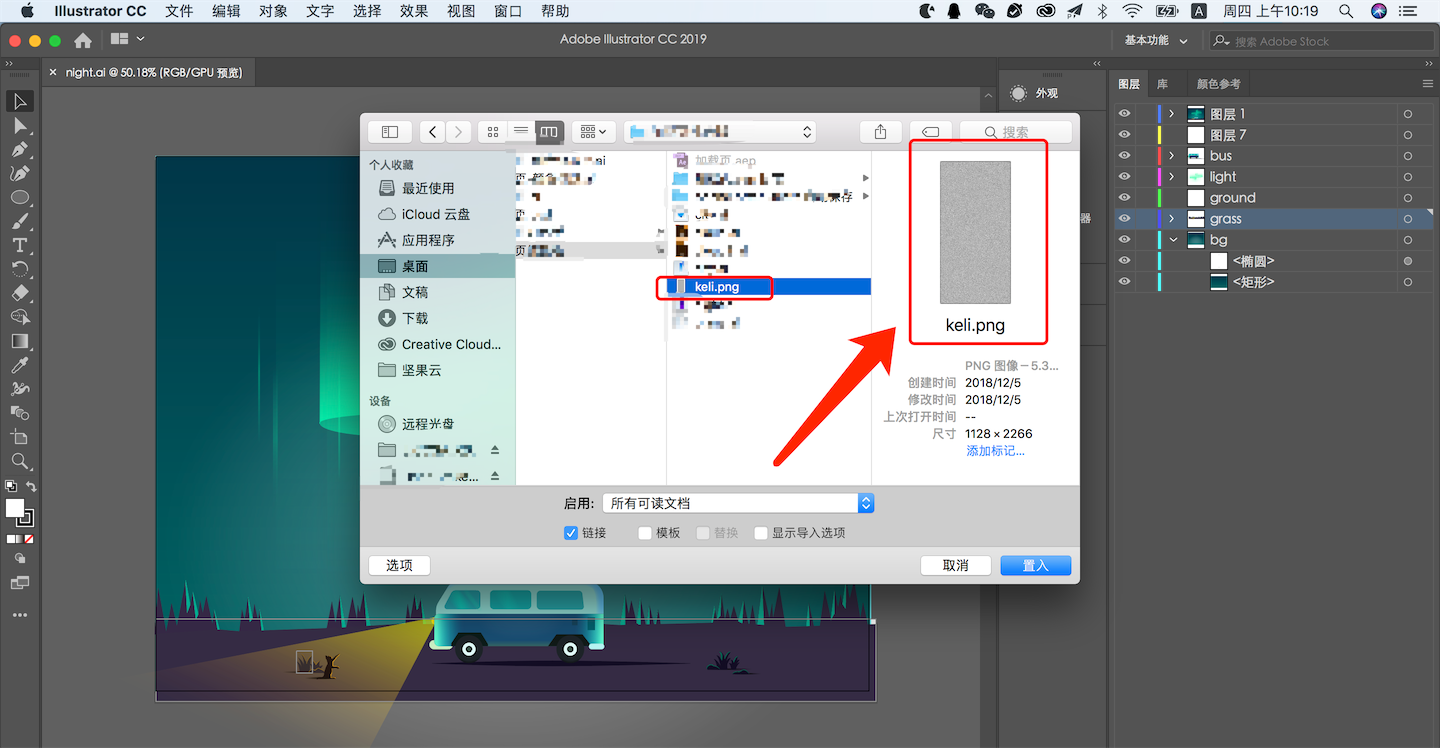 Illustrator CC 文件 编辑 对象 文字 选择 效果 视图 窗口 帮助
A 周四 上午10:19
Adobe Illustrator CC 2019
基本功能
搜索 Adobe Stock
× night.ai @ 50.18% (RGB/GPU 预览)
外观
图层 库 颜色参考
图层 1
图层 7
bus
light
ground
grass
bg
<椭圆>
<矩形>
器
搜索
个人收藏
最近使用
iCloud 云盘
应用程序
桌面
文稿
下载
Creative Cloud...
坚果云
设备
远程光盘
加载页.aep
保存
keli.png
keli.png
PNG 图像 – 5.3...
创建时间 2018/12/5
修改时间 2018/12/5
上次打开时间 --
尺寸 1128 × 2266
添加标记...
启用: 所有可读文档
链接 模板 替换 显示导入选项
选项 取消 置入